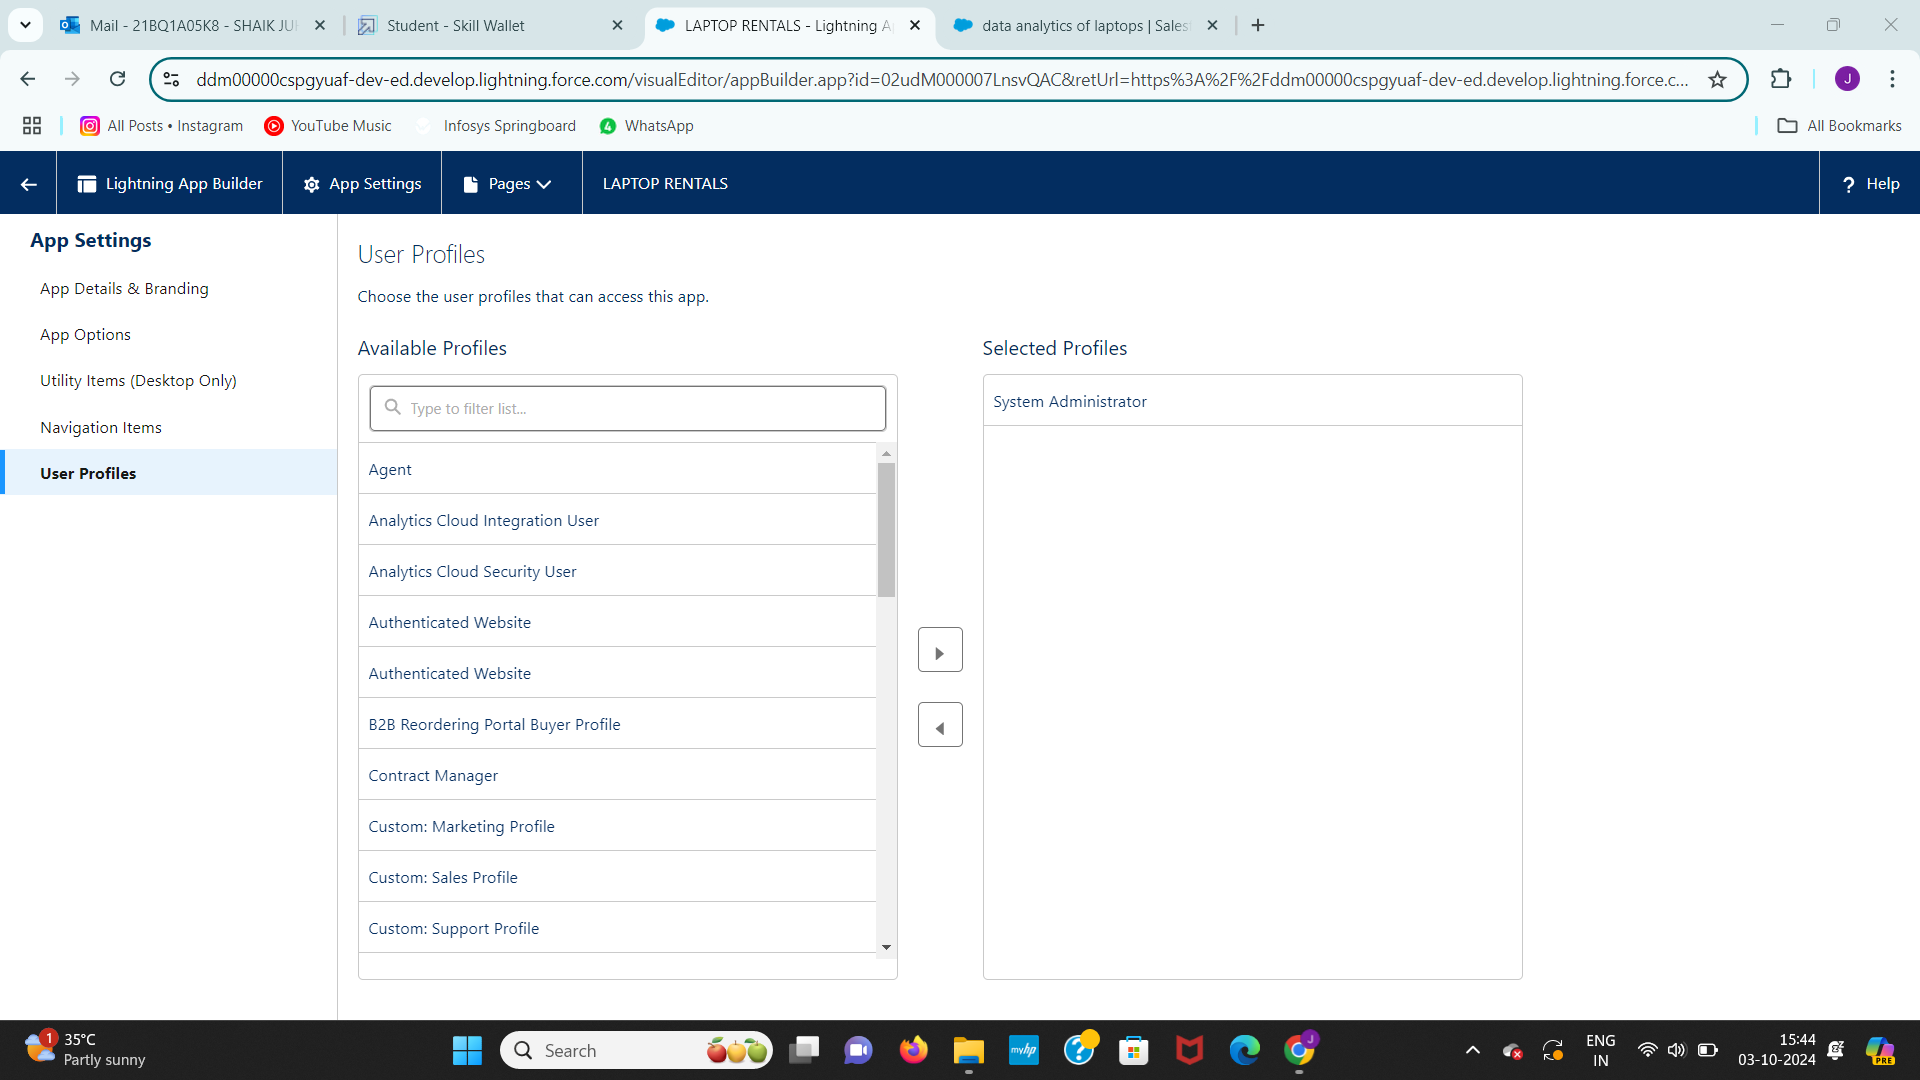 Mail - 21BQ1A05K8 - SHAIK JU
Student - Skill Wallet
LAPTOP RENTALS - Lightning A
data analytics of laptops | Sales
ddm00000cspgyuaf-dev-ed.develop.lightning.force.com/visualEditor/appBuilder.app?id=02udM000007LnsvQAC&retUrl=https%3A%2F%2Fddm00000cspgyuaf-dev-ed.develop.lightning.force.c...
J
All Posts • Instagram
YouTube Music
Infosys Springboard
4
WhatsApp
All Bookmarks
Lightning App Builder
App Settings
Pages
LAPTOP RENTALS
? Help
App Settings
App Details & Branding
App Options
Utility Items (Desktop Only)
Navigation Items
User Profiles
User Profiles
Choose the user profiles that can access this app.
Available Profiles
Type to filter list...
Agent
Analytics Cloud Integration User
Analytics Cloud Security User
Authenticated Website
Authenticated Website
B2B Reordering Portal Buyer Profile
Contract Manager
Custom: Marketing Profile
Custom: Sales Profile
Custom: Support Profile
Selected Profiles
System Administrator
1
35°C
Partly sunny
Search
myhp
?
J
ENG
IN
15:44
03-10-2024
PRE